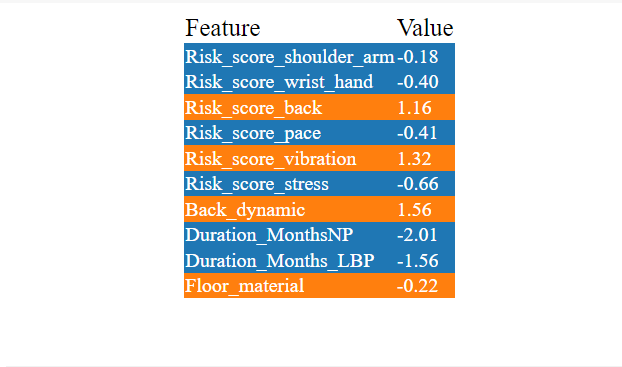 Feature Value
Risk_score_shoulder_arm -0.18
Risk_score_wrist_hand -0.40
Risk_score_back 1.16
Risk_score_pace -0.41
Risk_score_vibration 1.32
Risk_score_stress -0.66
Back_dynamic 1.56
Duration_MonthsNP -2.01
Duration_Months_LBP -1.56
Floor_material -0.22